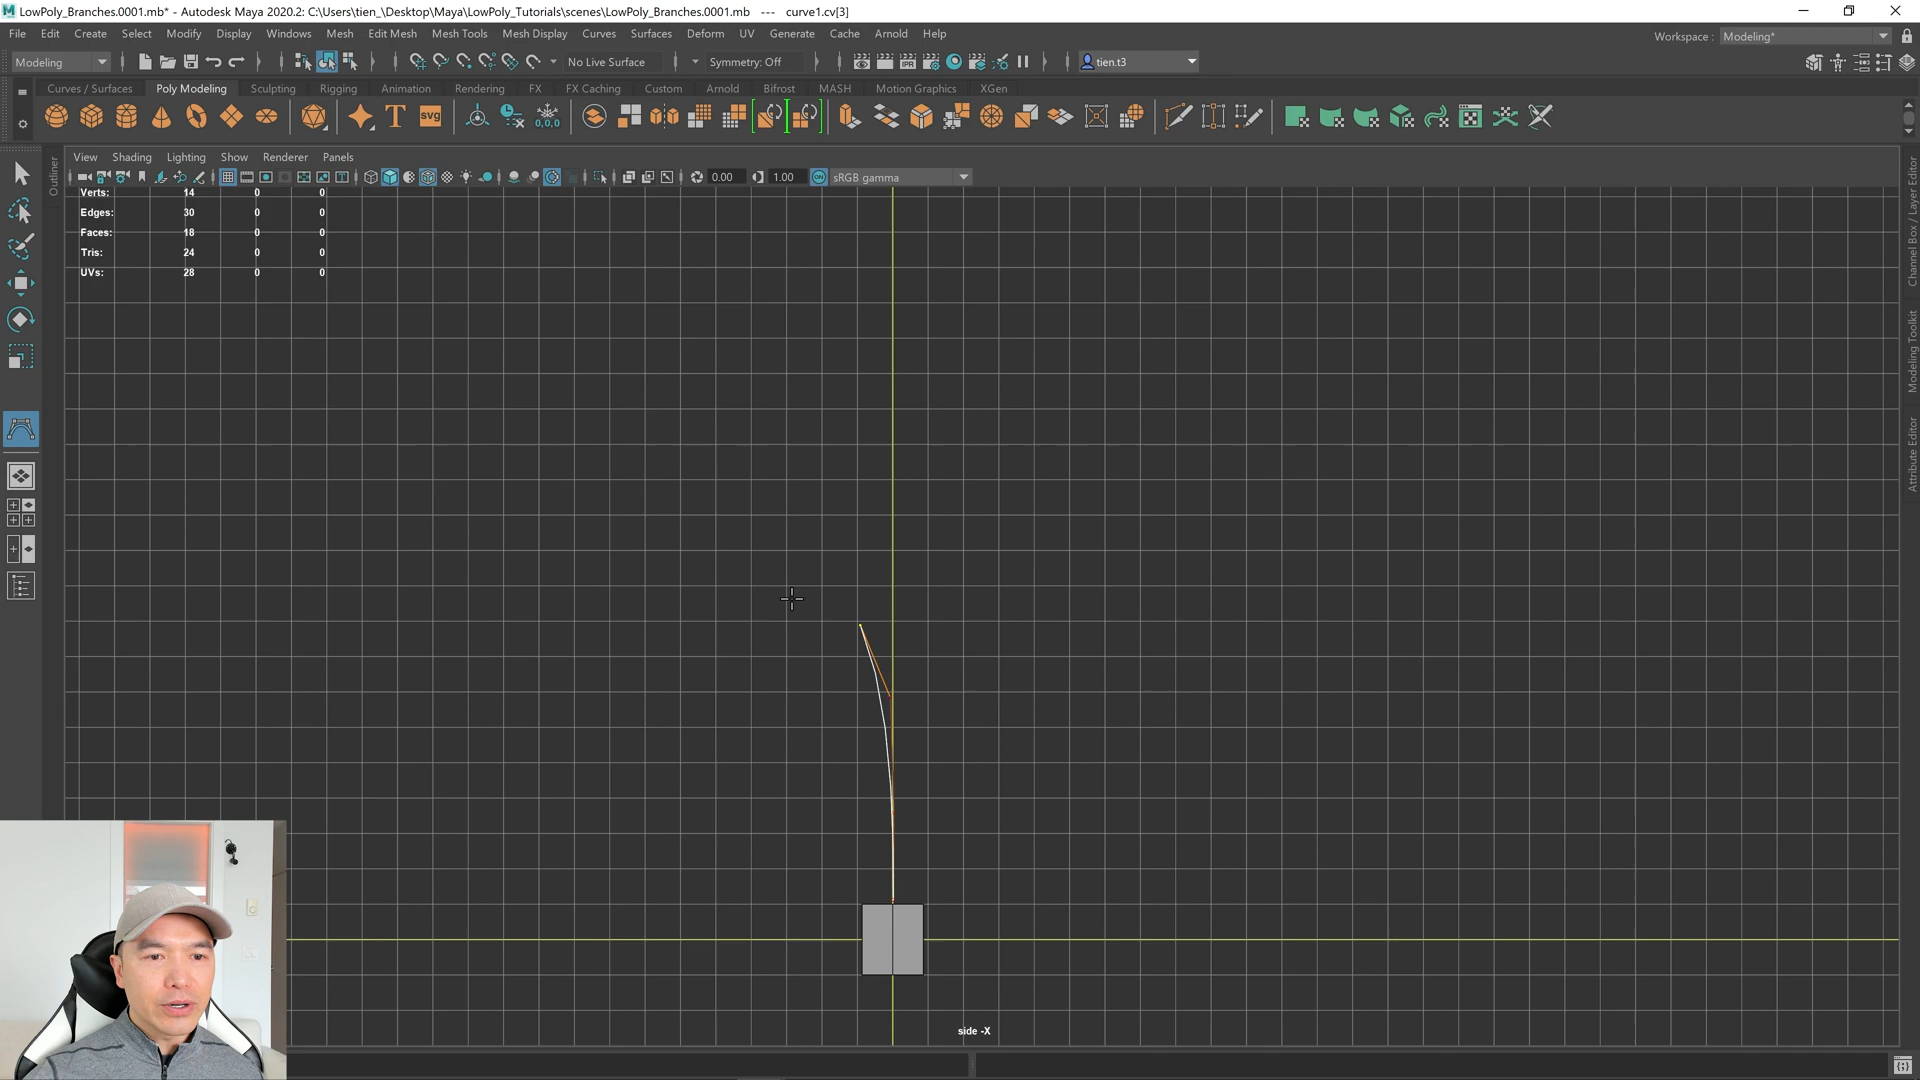 LowPoly_Branches.0001.mb* - Autodesk Maya 2020.2: C:\Users\tien_\Desktop\Maya\LowPoly_Tutorials\scenes\LowPoly_Branches.0001.mb --- curve1.cv[3]
File Edit Create Select Modify Display Windows Mesh Edit Mesh Mesh Tools Mesh Display Curves Surfaces Deform UV Generate Cache Arnold Help
Workspace : Modeling*
Modeling No Live Surface Symmetry: Off tien.t3
Curves / Surfaces Poly Modeling Sculpting Rigging Animation Rendering FX FX Caching Custom Arnold Bifrost MASH Motion Graphics XGen
T svg 0,0,0
View Shading Lighting Show Renderer Panels
0.00 1.00 ON sRGB gamma
Outliner
Verts: 14 0 0
Edges: 30 0 0
Faces: 18 0 0
Tris: 24 0 0
UVs: 28 0 0
Channel Box / Layer Editor
Modeling Toolkit
Attribute Editor
side -X